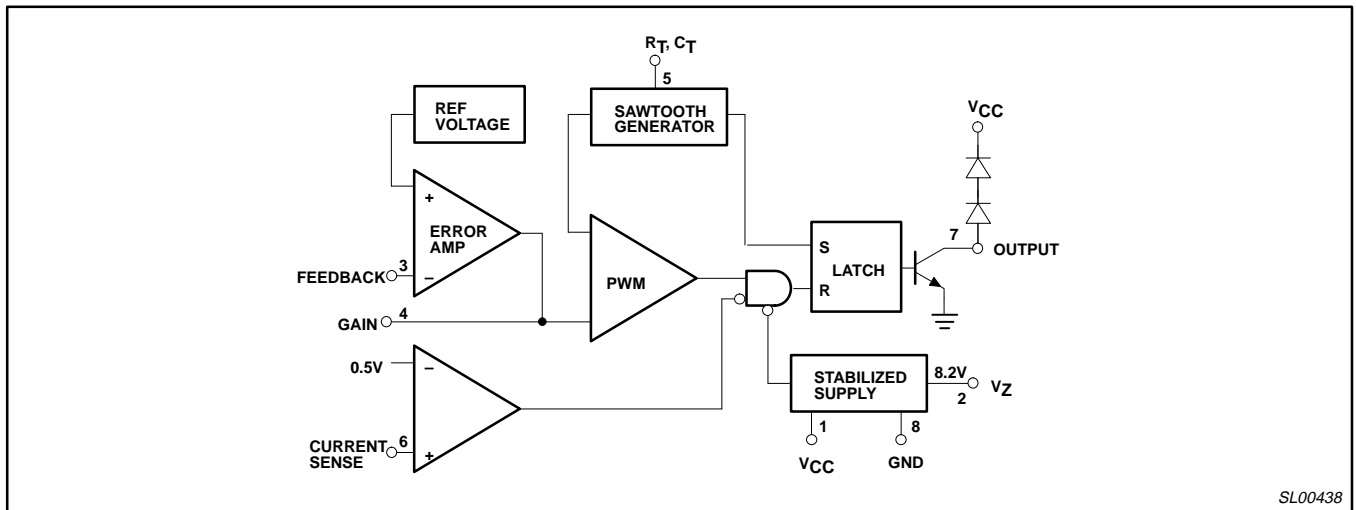 RT, CT
5
REF
VOLTAGE
SAWTOOTH
GENERATOR
VCC
+
ERROR
AMP
FEEDBACK
3
−
GAIN
4
PWM
S
LATCH
R
7
OUTPUT
0.5V
−
CURRENT
SENSE
6
+
STABILIZED
SUPPLY
8.2V
2
VZ
1
VCC
8
GND
SL00438